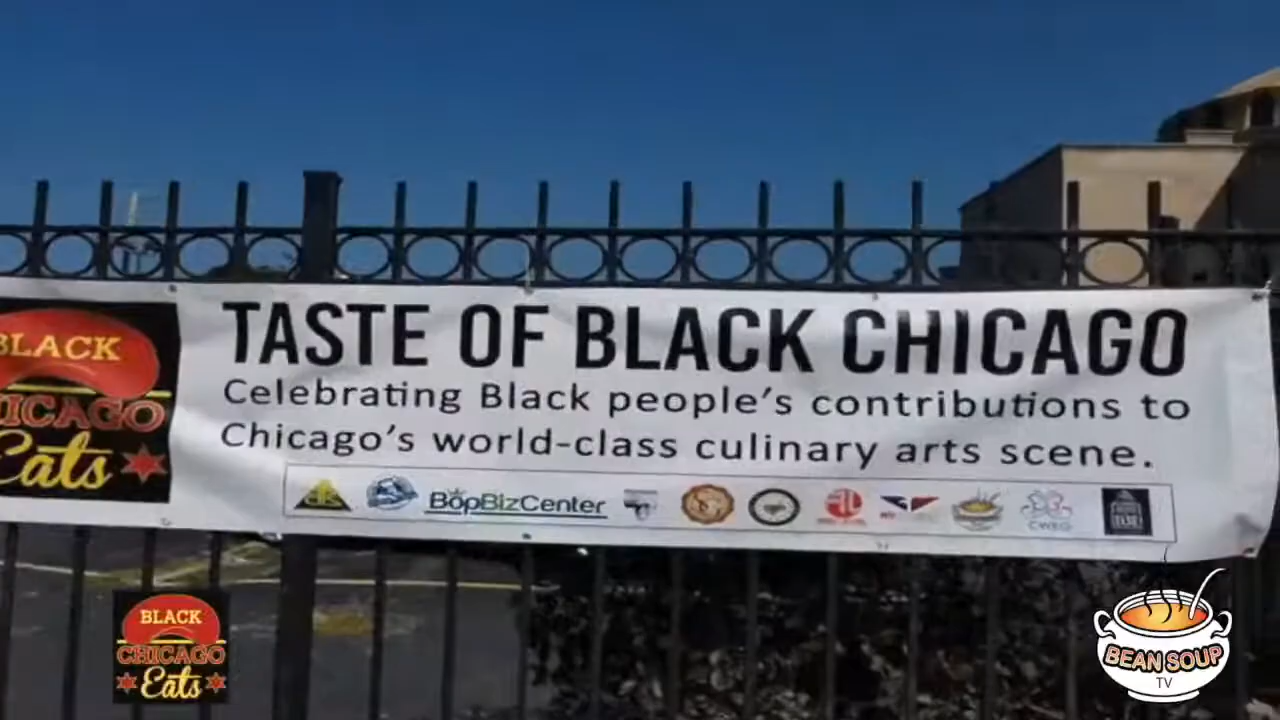 BLACK
CHICAGO
Eats
TASTE OF BLACK CHICAGO
Celebrating Black people's contributions to
Chicago's world-class culinary arts scene.
BopBizCenter
CWEG
BLACK
CHICAGO
Eats
BEAN SOUP
TV